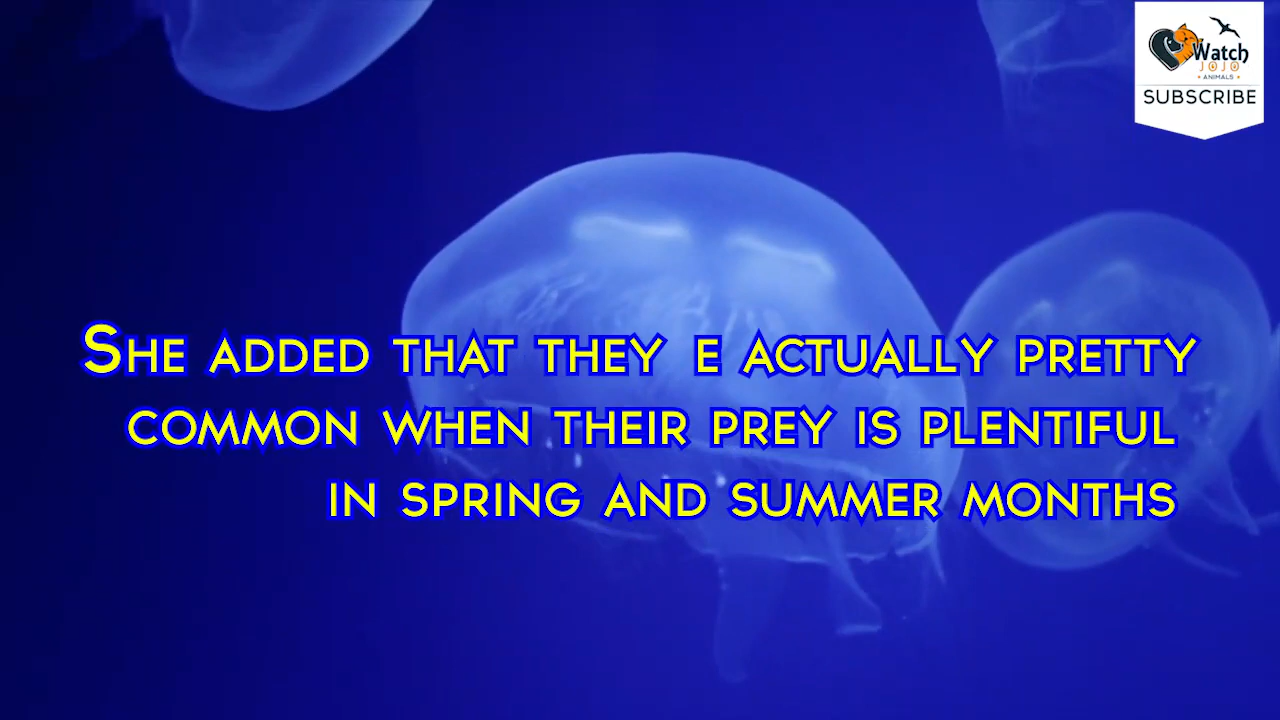 Watch
JOJO
ANIMALS
SUBSCRIBE
She added that they e actually pretty
common when their prey is plentiful
in spring and summer months